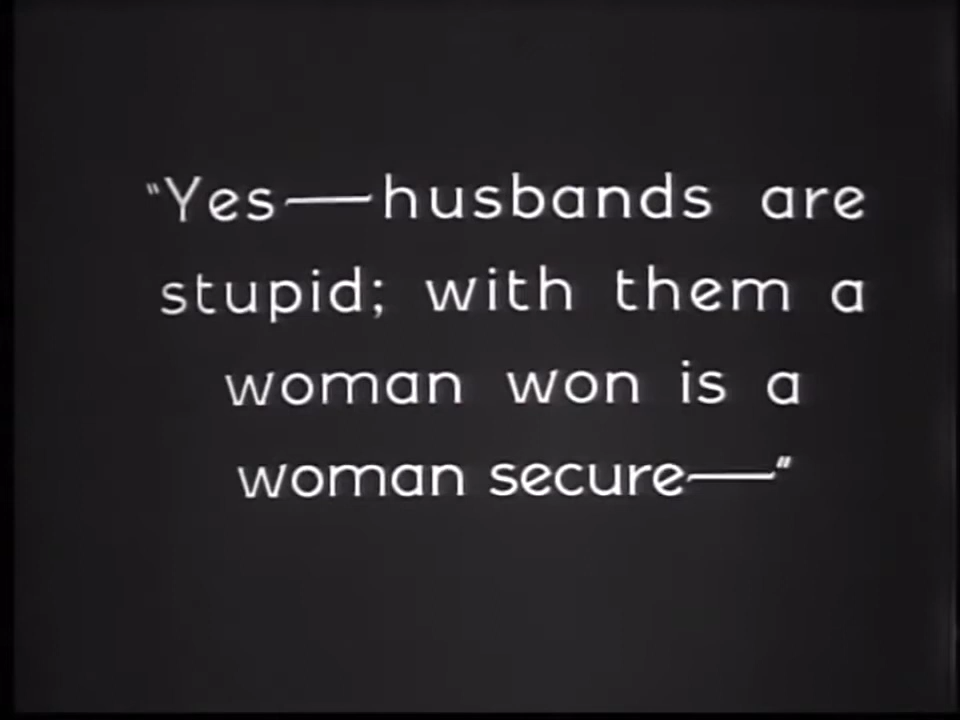 "Yes—husbands are
stupid; with them a
woman won is a
woman secure—"